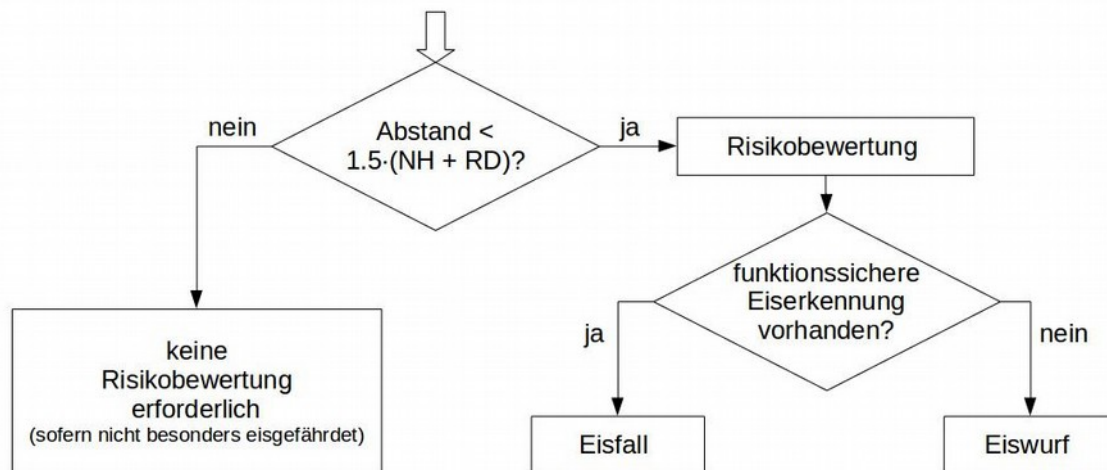 nein
Abstand <
1.5·(NH + RD)?
ja
Risikobewertung
funktionssichere
Eiserkennung
vorhanden?
ja
nein
keine
Risikobewertung
erforderlich
(sofern nicht besonders eisgefährdet)
Eisfall
Eiswurf